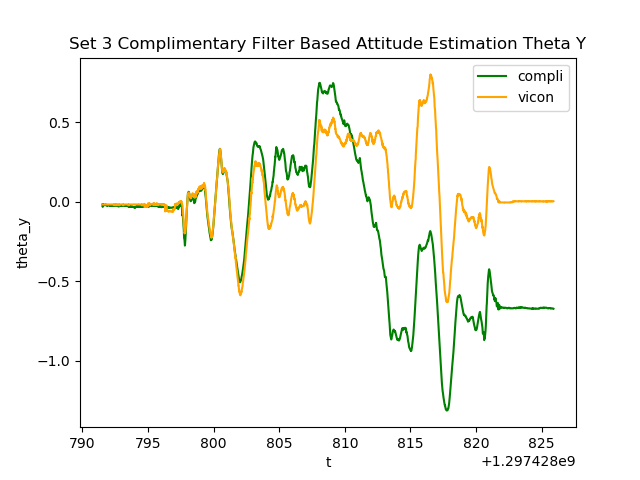 Set 3 Complimentary Filter Based Attitude Estimation Theta Y
compli
vicon
0.5
0.0
−0.5
−1.0
theta_y
790 795 800 805 810 815 820 825
t
+1.297428e9